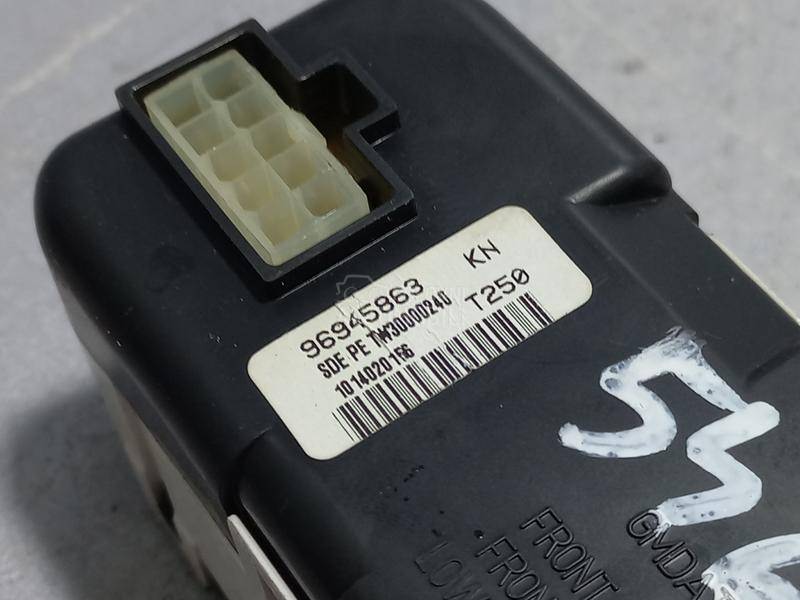 96945863 KN
SDE PE TW30000240 T250
1014020166
FRONT
FRON
LOW
GMDA